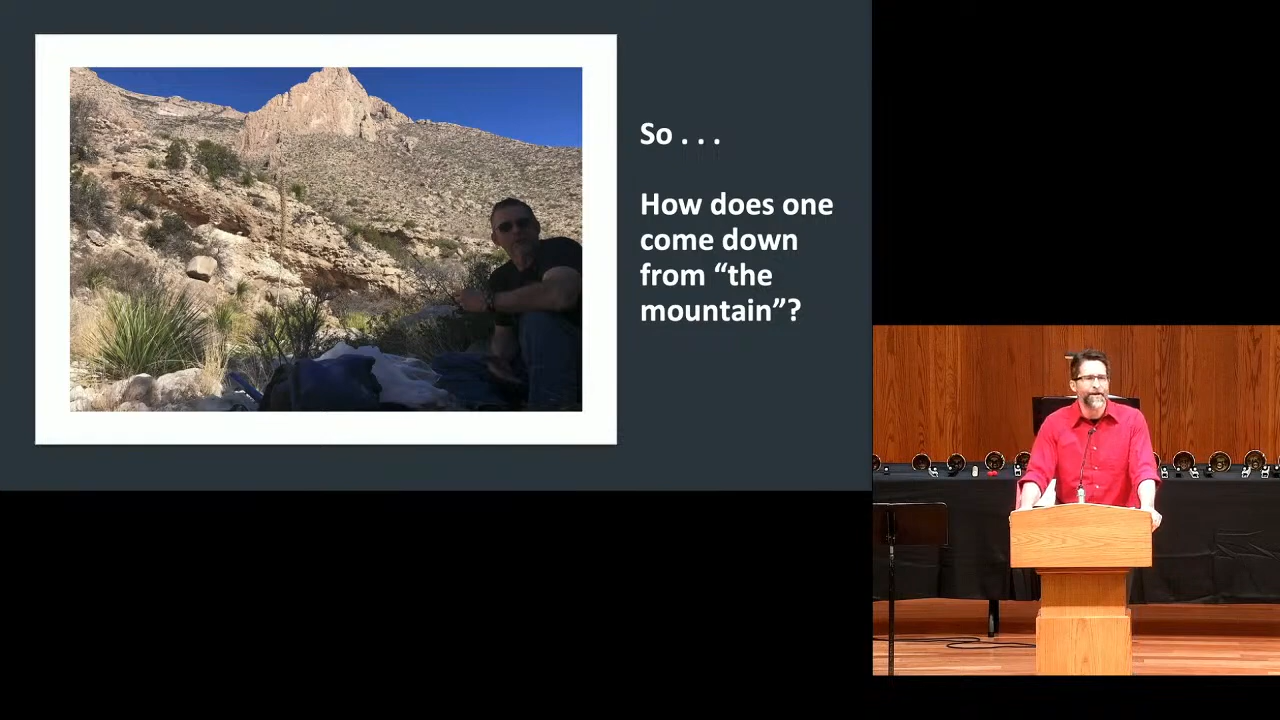 So . . .
How does one
come down
from “the
mountain”?